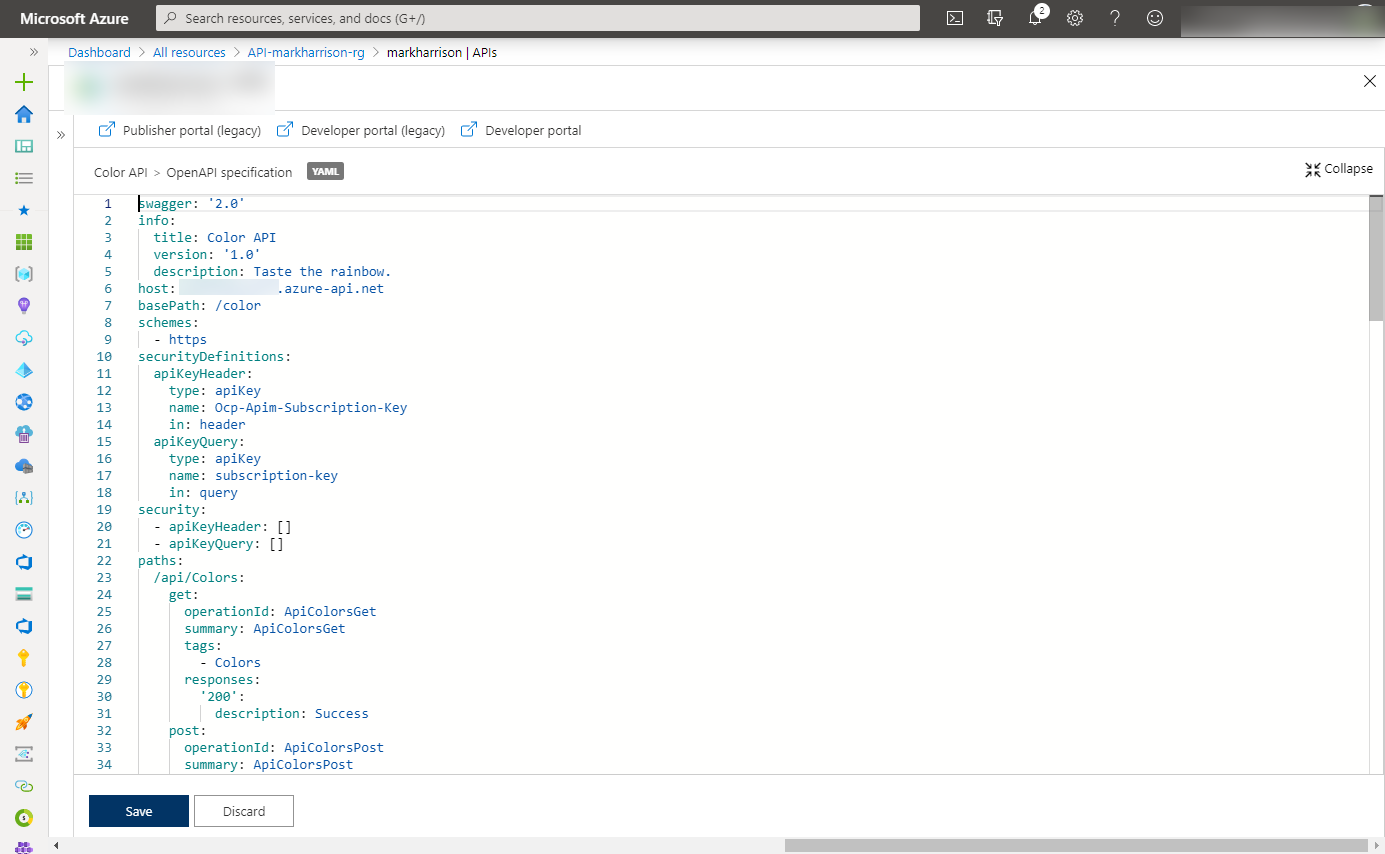 Microsoft Azure
Search resources, services, and docs (G+/)
2
Dashboard > All resources > API-markharrison-rg > markharrison | APIs
Publisher portal (legacy) Developer portal (legacy) Developer portal
Color API > OpenAPI specification YAML
Collapse
1 swagger: '2.0'
2 info:
3 title: Color API
4 version: '1.0'
5 description: Taste the rainbow.
6 host: .azure-api.net
7 basePath: /color
8 schemes:
9 - https
10 securityDefinitions:
11 apiKeyHeader:
12 type: apiKey
13 name: Ocp-Apim-Subscription-Key
14 in: header
15 apiKeyQuery:
16 type: apiKey
17 name: subscription-key
18 in: query
19 security:
20 - apiKeyHeader: []
21 - apiKeyQuery: []
22 paths:
23 /api/Colors:
24 get:
25 operationId: ApiColorsGet
26 summary: ApiColorsGet
27 tags:
28 - Colors
29 responses:
30 '200':
31 description: Success
32 post:
33 operationId: ApiColorsPost
34 summary: ApiColorsPost
Save
Discard